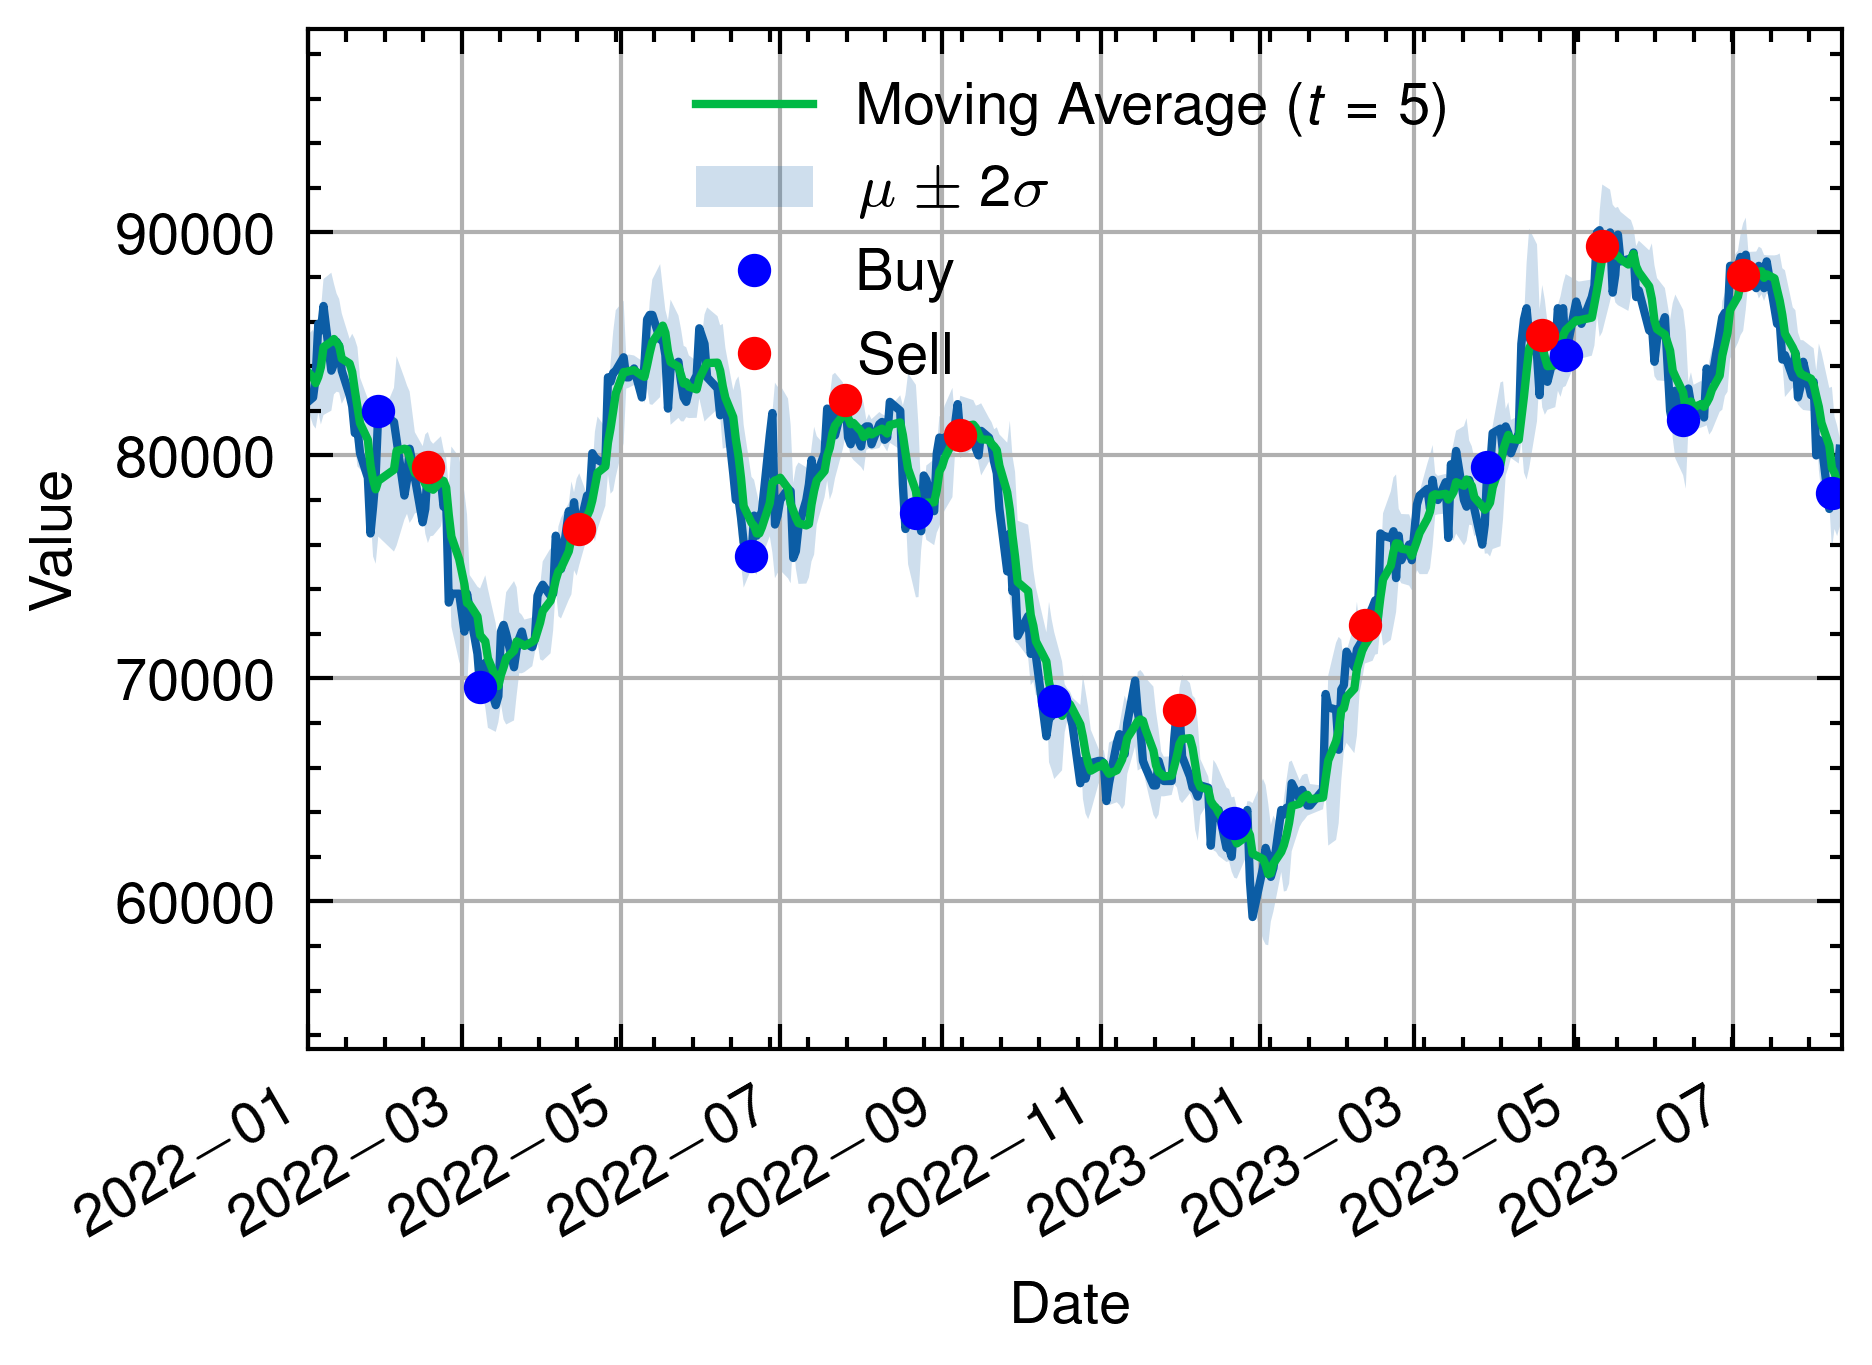 Moving Average (t = 5)
μ ± 2σ
Buy
Sell
90000
80000
70000
60000
Value
2022–01
2022–03
2022–05
2022–07
2022–09
2022–11
2023–01
2023–03
2023–05
2023–07
Date